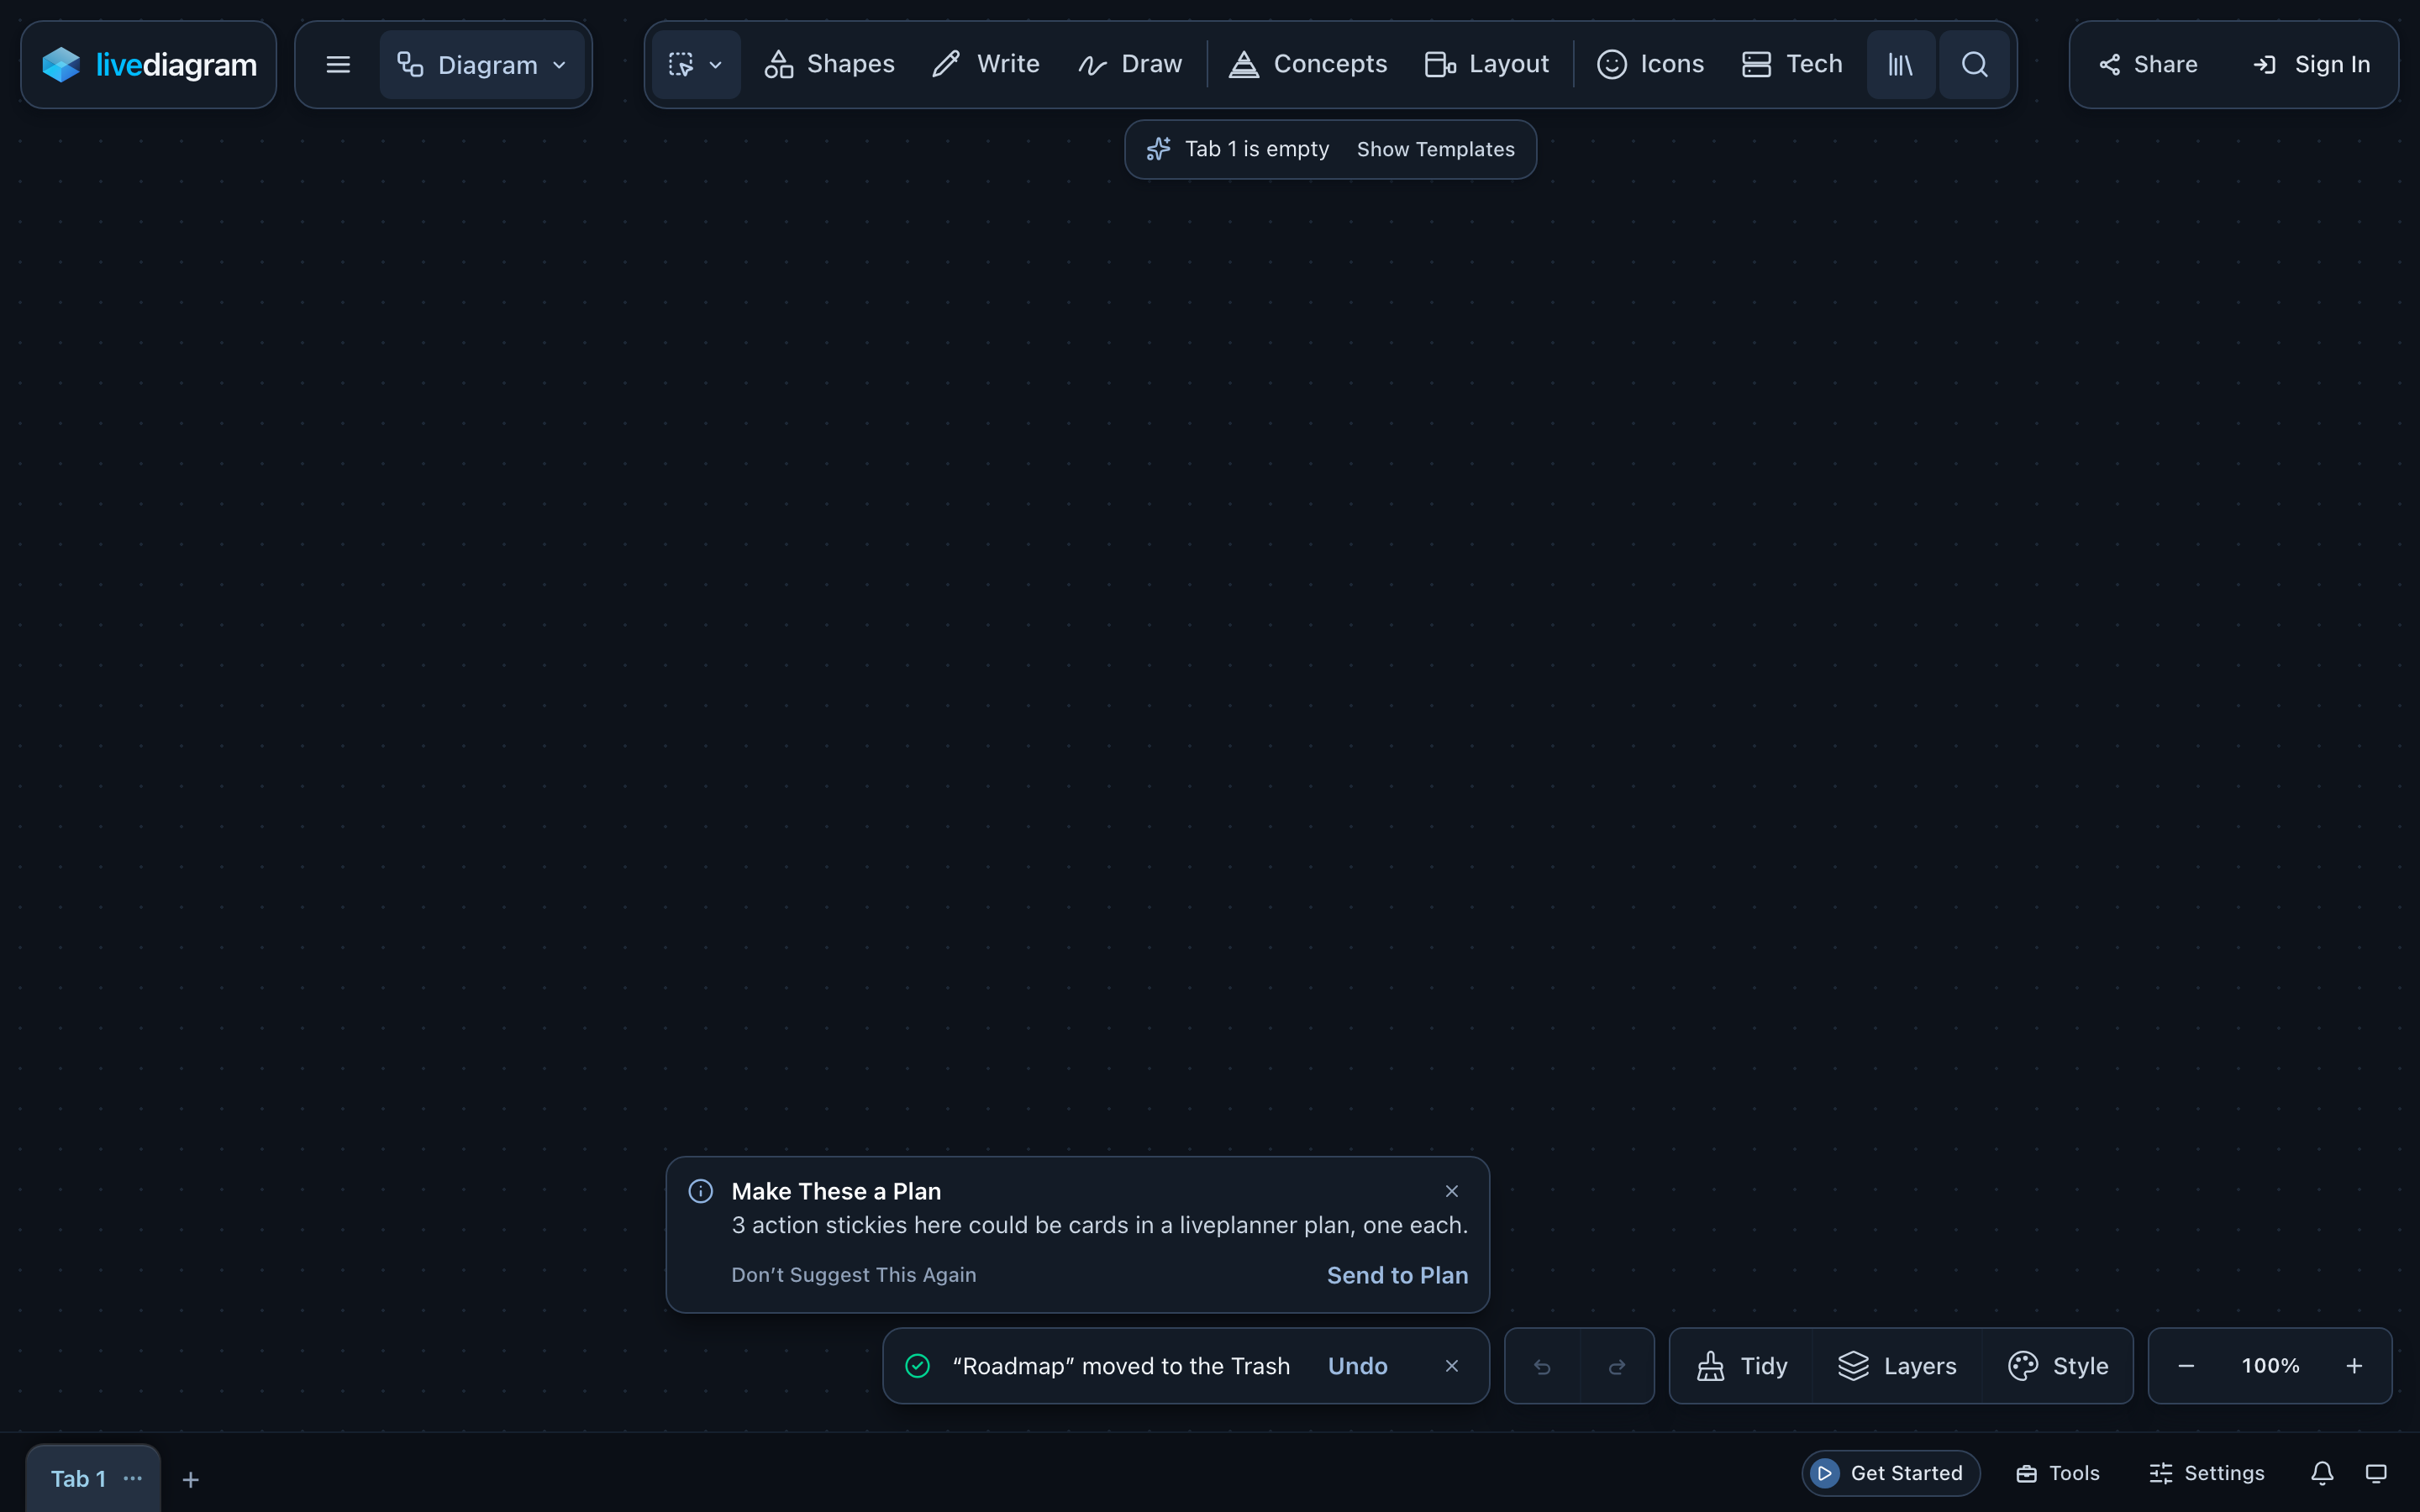 livediagram
Diagram
Shapes
Write
Draw
Concepts
Layout
Icons
Tech
Share
Sign In
Tab 1 is empty
Show Templates
Make These a Plan
3 action stickies here could be cards in a liveplanner plan, one each.
Don’t Suggest This Again
Send to Plan
“Roadmap” moved to the Trash
Undo
Tidy
Layers
Style
100%
Tab 1
Get Started
Tools
Settings